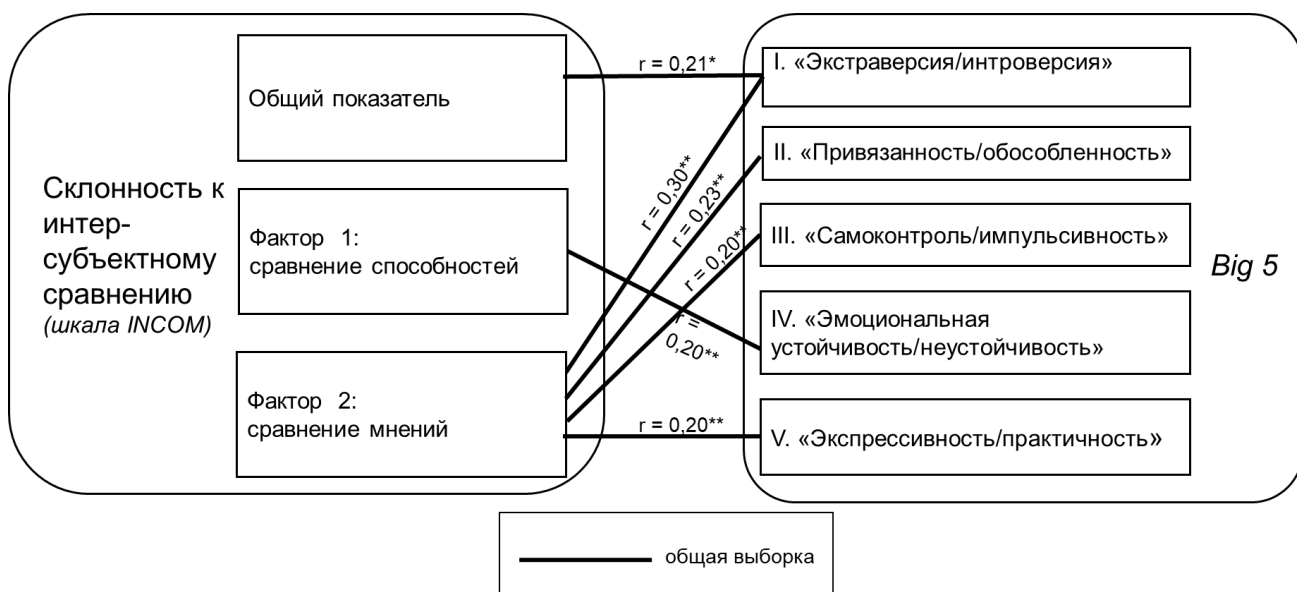 Склонность к
интер-
субъектному
сравнению
(шкала INCOM)
Общий показатель
Фактор 1:
сравнение способностей
Фактор 2:
сравнение мнений
r = 0,21*
r = 0,30**
r = 0,23**
r = 0,20**
r =
0,20**
r = 0,20**
I. «Экстраверсия/интроверсия»
II. «Привязанность/обособленность»
III. «Самоконтроль/импульсивность»
IV. «Эмоциональная
устойчивость/неустойчивость»
V. «Экспрессивность/практичность»
Big 5
общая выборка